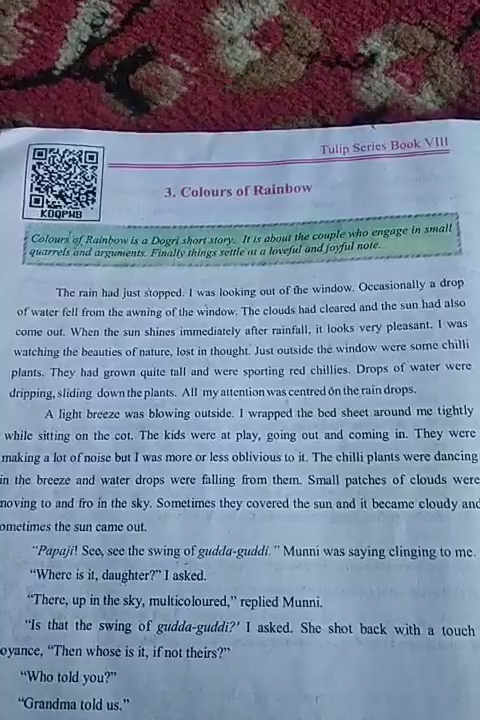 Tulip Series Book VIII
KDQPWB
3. Colours of Rainbow
Colours of Rainbow is a Dogri short story. It is about the couple who engage in small
quarrels and arguments. Finally things settle at a loveful and joyful note.
The rain had just stopped. I was looking out of the window. Occasionally a drop
of water fell from the awning of the window. The clouds had cleared and the sun had also
come out. When the sun shines immediately after rainfall, it looks very pleasant. I was
watching the beauties of nature, lost in thought. Just outside the window were some chilli
plants. They had grown quite tall and were sporting red chillies. Drops of water were
dripping, sliding down the plants. All my attention was centred on the rain drops.
A light breeze was blowing outside. I wrapped the bed sheet around me tightly
while sitting on the cot. The kids were at play, going out and coming in. They were
making a lot of noise but I was more or less oblivious to it. The chilli plants were dancing
in the breeze and water drops were falling from them. Small patches of clouds were
moving to and fro in the sky. Sometimes they covered the sun and it became cloudy and
ometimes the sun came out.
"Papaji! See, see the swing of gudda-guddi." Munni was saying clinging to me.
"Where is it, daughter?" I asked.
"There, up in the sky, multicoloured," replied Munni.
"Is that the swing of gudda-guddi?' I asked. She shot back with a touch
oyance, "Then whose is it, if not theirs?"
"Who told you?"
"Grandma told us."